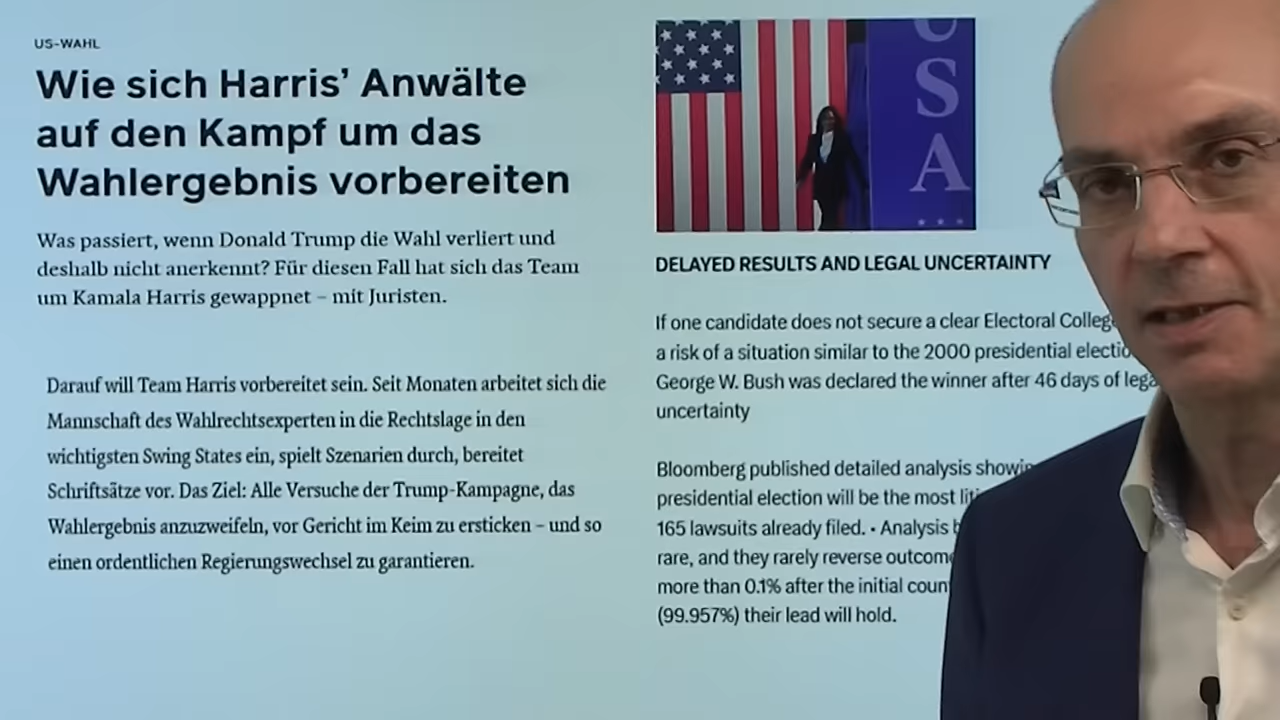 US-WAHL
Wie sich Harris’ Anwälte
auf den Kampf um das
Wahlergebnis vorbereiten
Was passiert, wenn Donald Trump die Wahl verliert und
deshalb nicht anerkennt? Für diesen Fall hat sich das Team
um Kamala Harris gewappnet – mit Juristen.
Darauf will Team Harris vorbereitet sein. Seit Monaten arbeitet sich die
Mannschaft des Wahlrechtsexperten in die Rechtslage in den
wichtigsten Swing States ein, spielt Szenarien durch, bereitet
Schriftsätze vor. Das Ziel: Alle Versuche der Trump-Kampagne, das
Wahlergebnis anzuzweifeln, vor Gericht im Keim zu ersticken – und so
einen ordentlichen Regierungswechsel zu garantieren.
USA
DELAYED RESULTS AND LEGAL UNCERTAINTY
If one candidate does not secure a clear Electoral
a risk of a situation similar to the 2000 presidential
George W. Bush was declared the winner after 46 days of
uncertainty
Bloomberg published detailed analysis
presidential election will be the most
165 lawsuits already filed. • Analysis
rare, and they rarely reverse
more than 0.1% after the initial
(99.957%) their lead will hold.